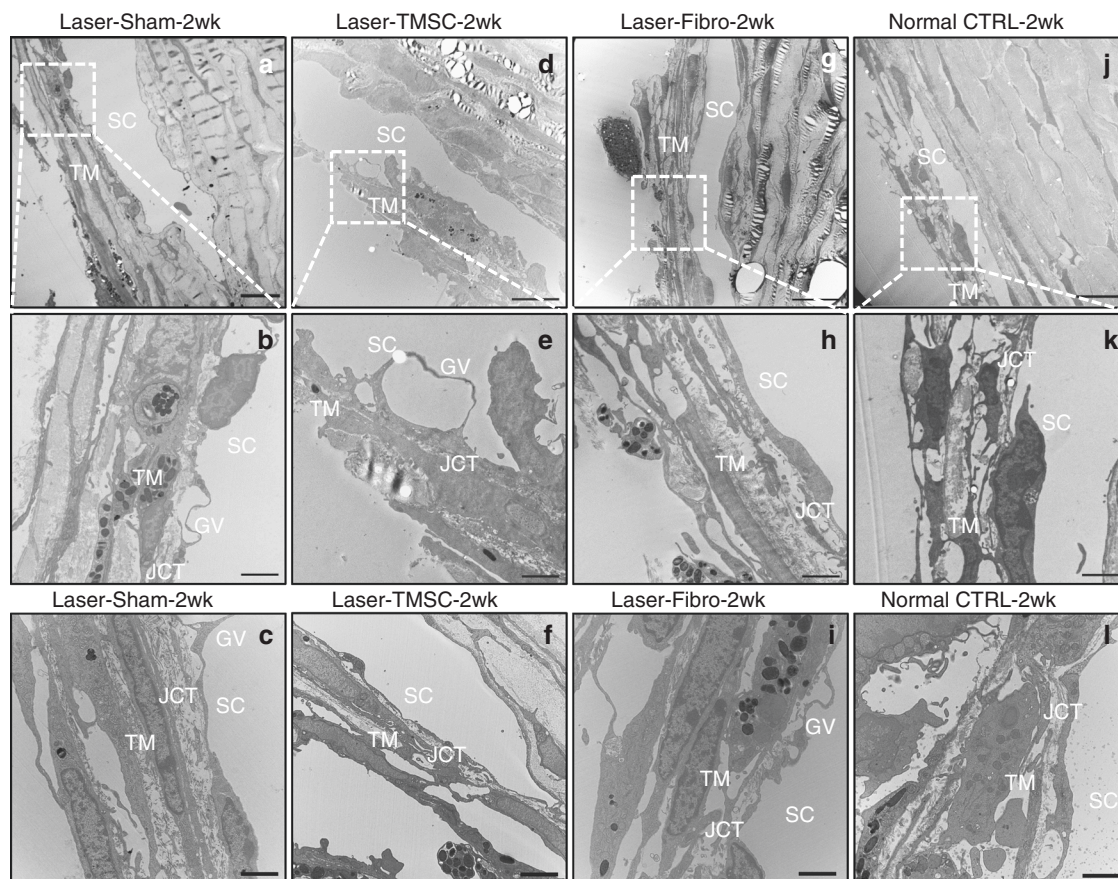 Laser-Sham-2wk Laser-TMSC-2wk Laser-Fibro-2wk Normal CTRL-2wk
a d g j
SC SC SC SC
TM TM TM TM
b e h k
SC GV SC JCT
TM TM SC
SC JCT TM TM
GV JCT
JCT
Laser-Sham-2wk Laser-TMSC-2wk Laser-Fibro-2wk Normal CTRL-2wk
c f i l
GV
JCT SC JCT
SC GV
TM TM JCT TM TM
JCT SC SC